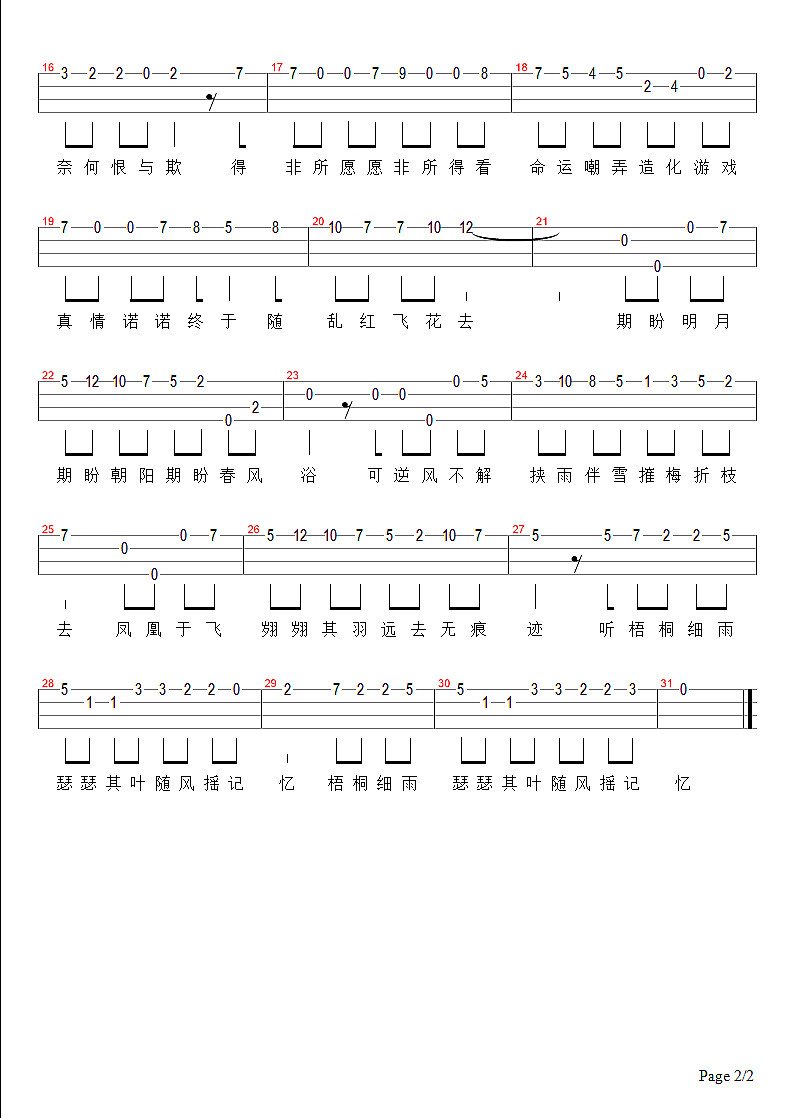 16 3 2 2 0 2 7 17 7 0 0 7 9 0 0 8 18 7 5 4 5 2 4 0 2
奈何恨与欺 得 非所愿愿非所得看 命运嘲弄造化游戏
19 7 0 0 7 8 5 8 20 10 7 7 10 12 21 0 0 0 7
真情诺诺终于随 乱红飞花去 期盼明月
22 5 12 10 7 5 2 0 2 23 0 0 0 0 0 5 24 3 10 8 5 1 3 5 2
期盼朝阳期盼春风 浴 可逆风不解 挟雨伴雪摧梅折枝
25 7 0 0 0 7 26 5 12 10 7 5 2 10 7 27 5 5 7 2 2 5
去 凤凰于飞 翙翙其羽远去无痕 迹 听梧桐细雨
28 5 1 1 3 3 2 2 0 29 2 7 2 2 5 30 5 1 1 3 3 2 2 3 31 0
瑟瑟其叶随风摇记 忆 梧桐细雨 瑟瑟其叶随风摇记 忆
Page 2/2